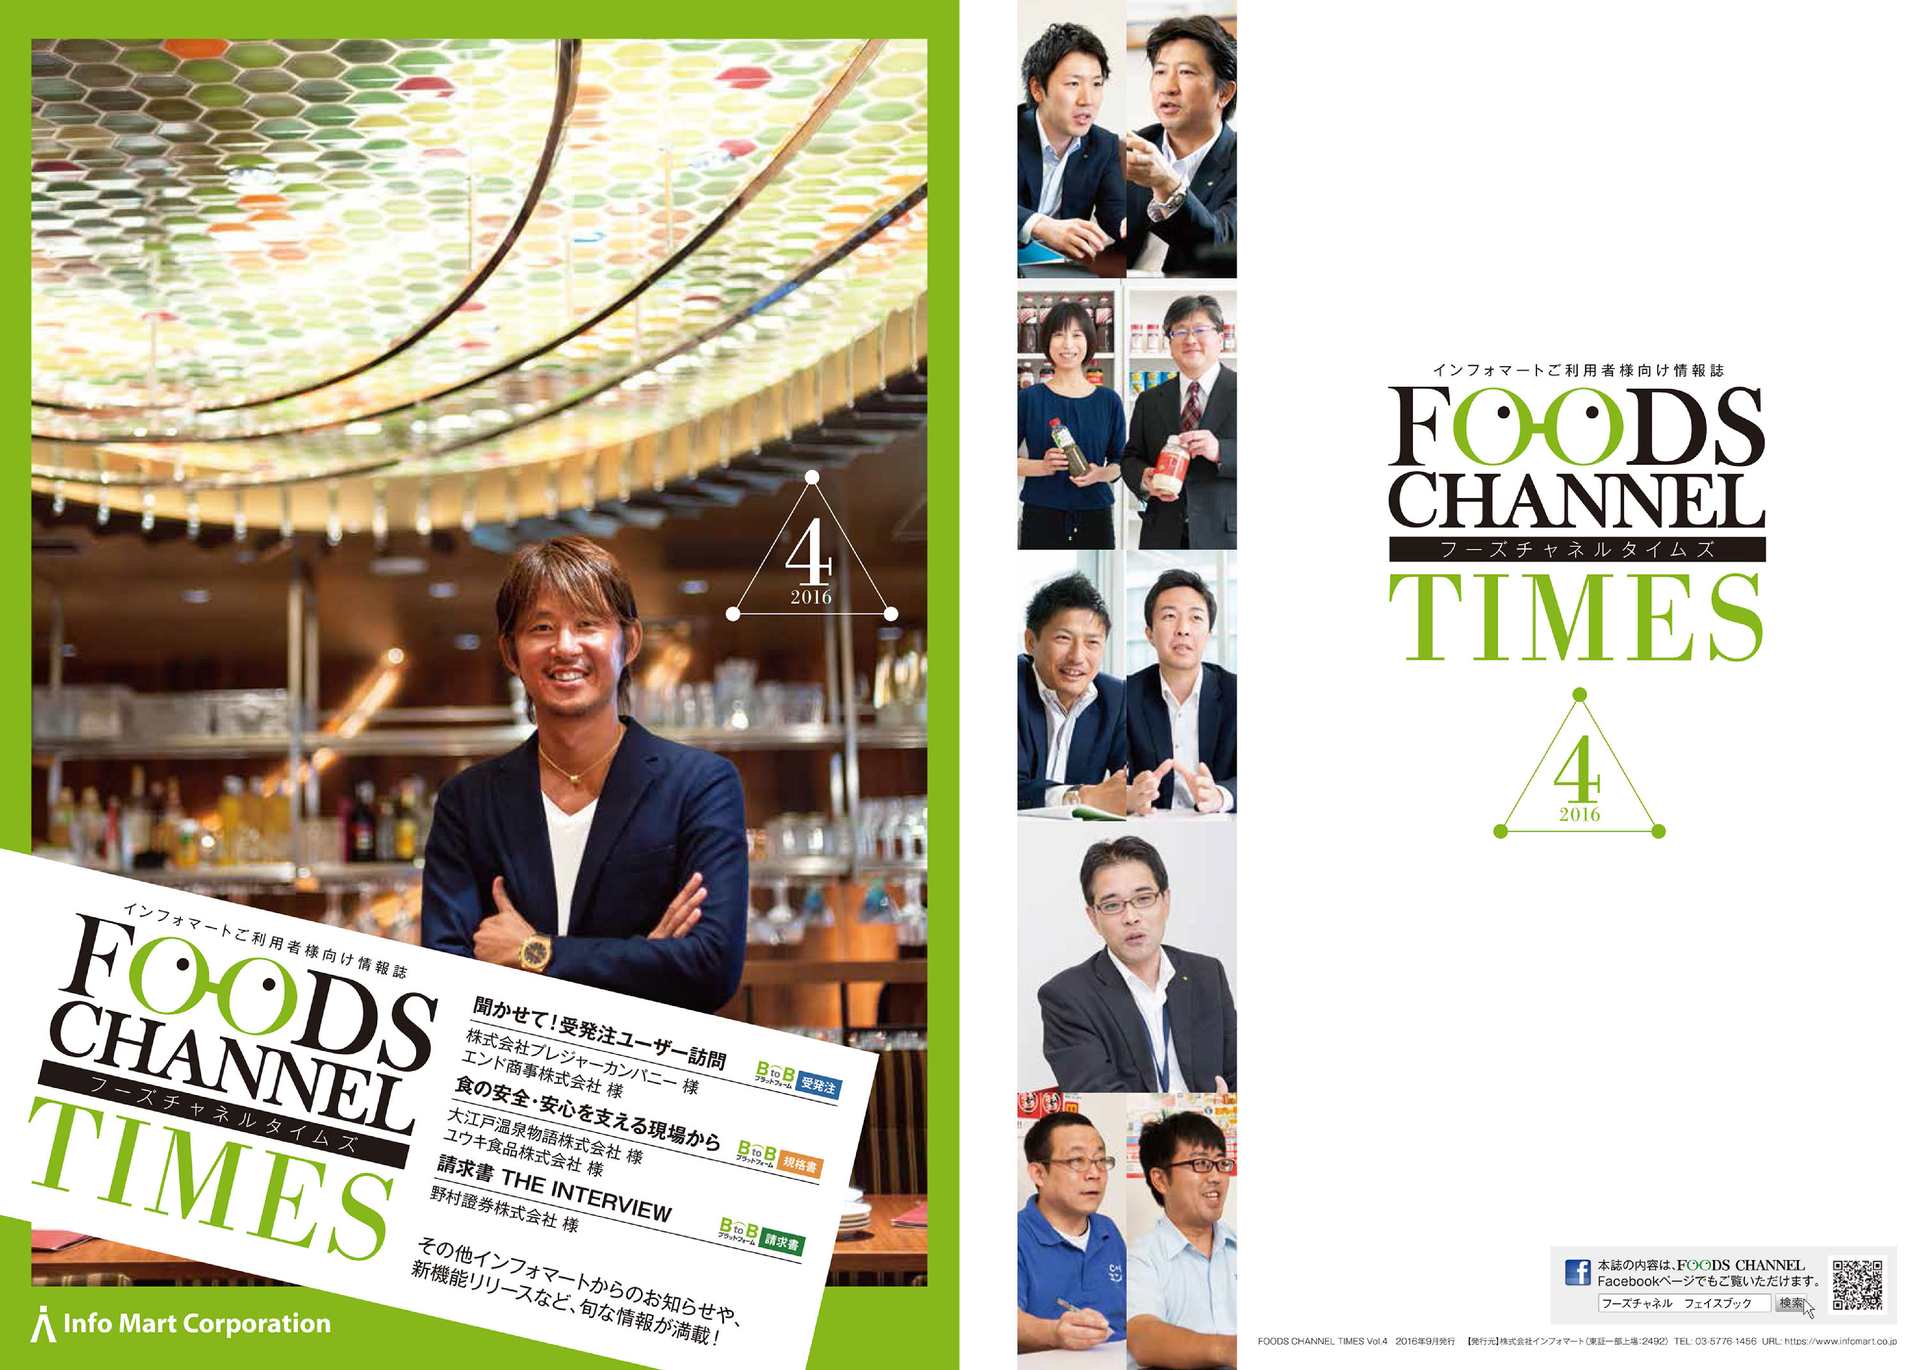 4
2016
インフォマートご利用者様向け情報誌
FOODS
CHANNEL
フーズチャネルタイムズ
TIMES
聞かせて！受発注ユーザー訪問
株式会社プレジャーカンパニー 様
エンド商事株式会社 様
BtoB
プラットフォーム 受発注
食の安全・安心を支える現場から
大江戸温泉物語株式会社 様
ユウキ食品株式会社 様
BtoB
プラットフォーム 規格書
請求書 THE INTERVIEW
野村證券株式会社 様
BtoB
プラットフォーム 請求書
その他インフォマートからのお知らせや、
新機能リリースなど、旬な情報が満載！
Info Mart Corporation
インフォマートご利用者様向け情報誌
FOODS
CHANNEL
フーズチャネルタイムズ
TIMES
4
2016
本誌の内容は、FOODS CHANNEL
Facebookページでもご覧いただけます。
フーズチャネル フェイスブック 検索
FOODS CHANNEL TIMES Vol.4 2016年9月発行 【発行元】株式会社インフォマート（東証一部上場：2492） TEL: 03-5776-1456 URL: https://www.infomart.co.jp